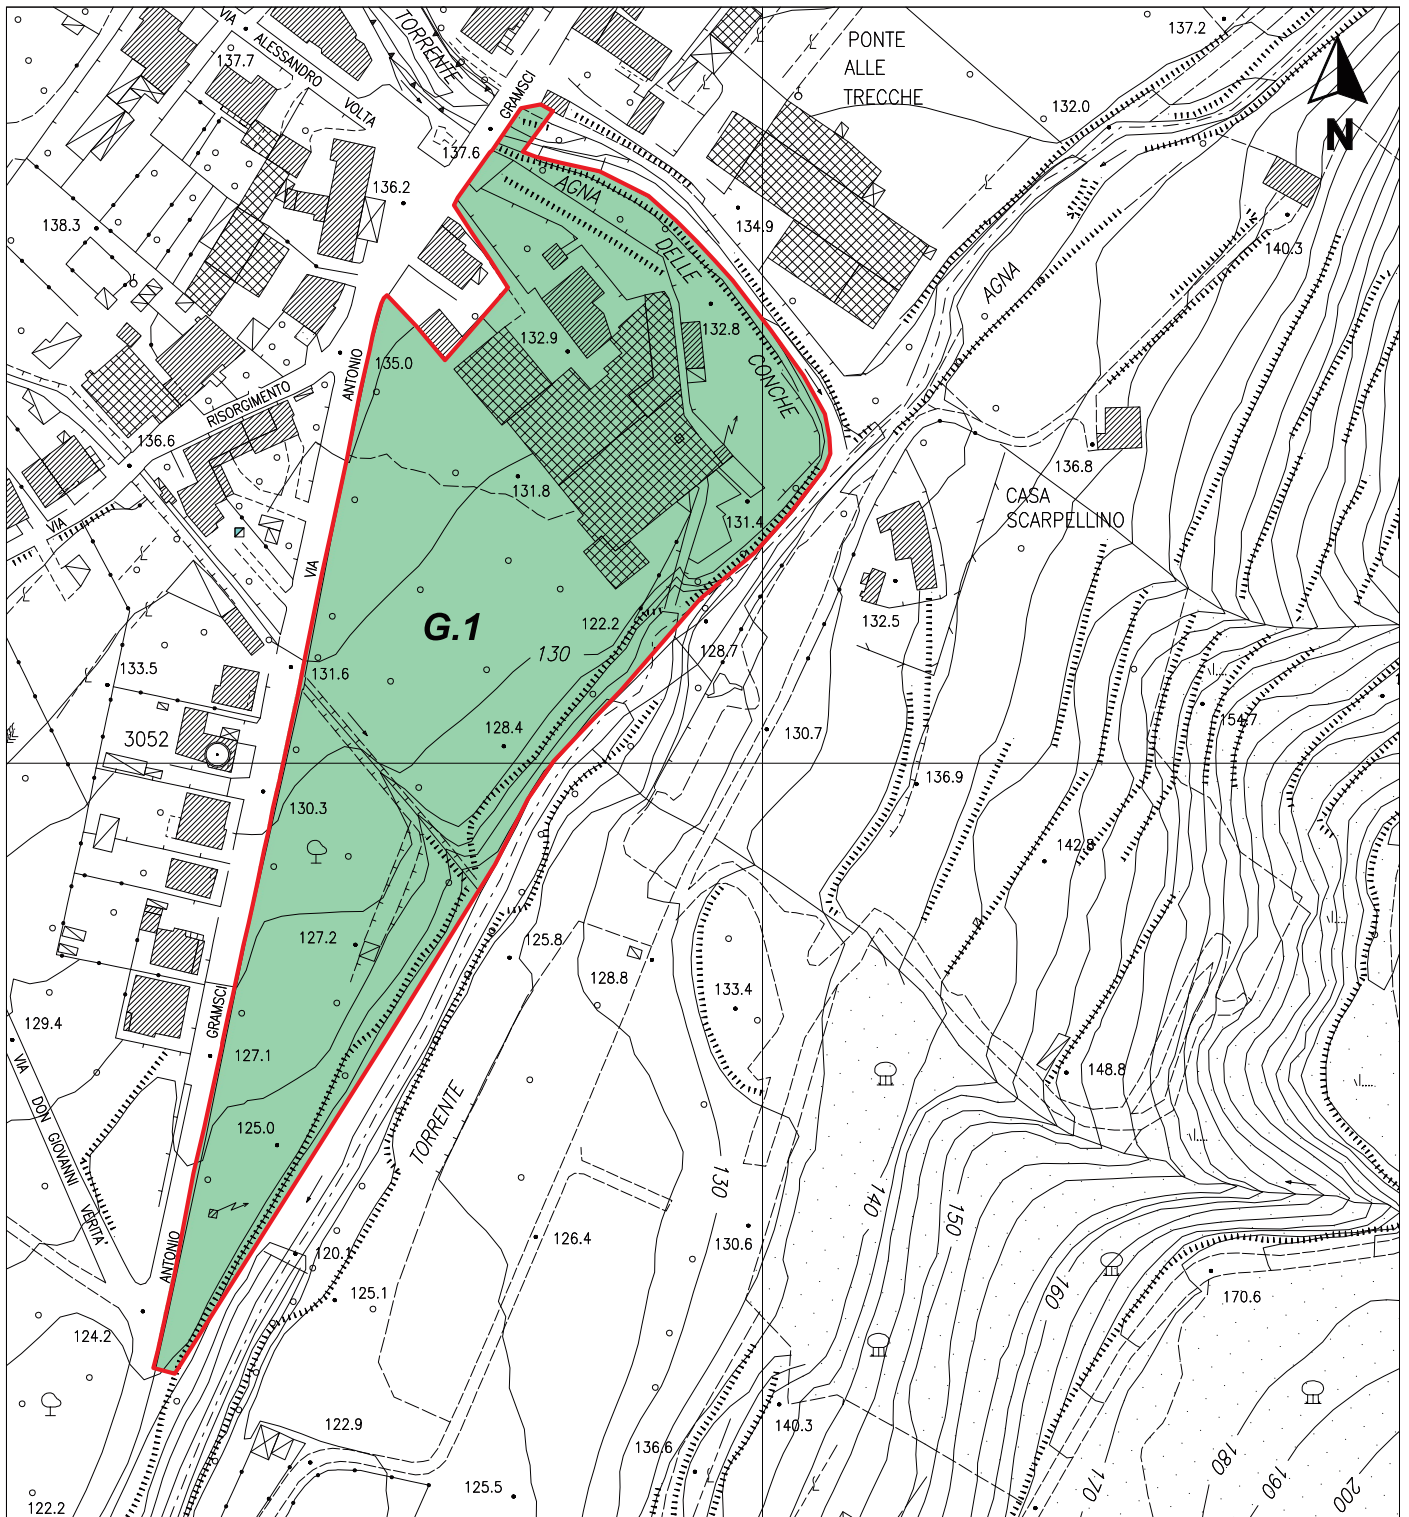 VIA
ALESSANDRO
VOLTA
137.7
TORRENTE
GRAMSCI
PONTE
ALLE
TRECCHE
137.2
132.0
N
137.6
136.2
138.3
AGNA
DELLE
CONCHE
134.9
140.3
AGNA
132.8
132.9
135.0
ANTONIO
RISORGIMENTO
136.6
VIA
136.8
CASA
SCARPELLINO
131.8
131.4
VIA
G.1
122.2
130
128.7
132.5
133.5
131.6
3052
128.4
130.7
154.7
136.9
130.3
142.8
127.2
125.8
128.8
133.4
129.4
GRAMSCI
127.1
VIA
DON GIOVANNI
VERITA'
148.8
125.0
TORRENTE
130
140
150
160
ANTONIO
120.1
126.4
130.6
125.1
170.6
124.2
122.9
136.6
140.3
125.5
122.2
170
180
190
200